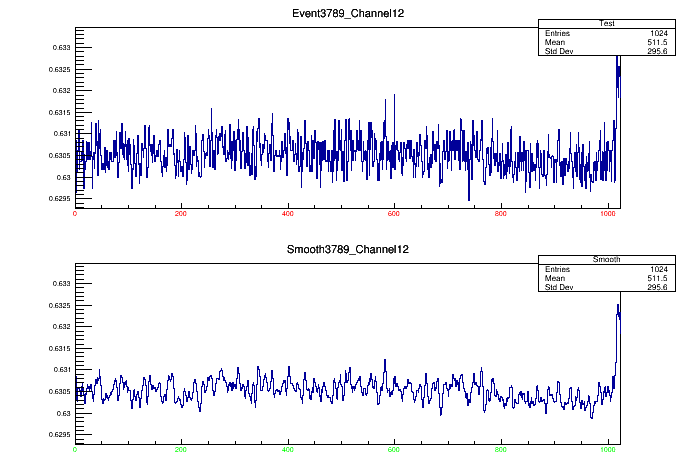 Event3789_Channel12
Test
Entries 1024
Mean 511.5
Std Dev 295.6
0.633
0.6325
0.632
0.6315
0.631
0.6305
0.63
0.6295
0 200 400 600 800 1000
Smooth3789_Channel12
Smooth
Entries 1024
Mean 511.5
Std Dev 295.6
0.633
0.6325
0.632
0.6315
0.631
0.6305
0.63
0.6295
0 200 400 600 800 1000